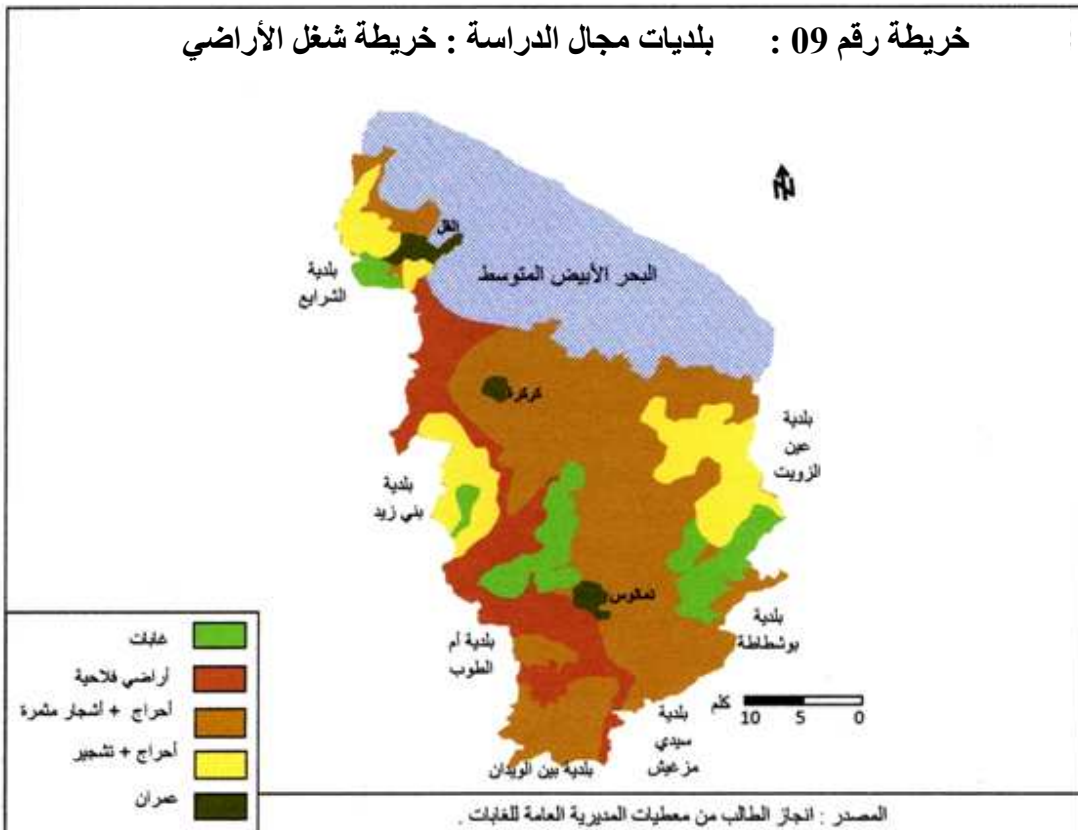 خريطة رقم 09 : بلديات مجال الدراسة : خريطة شغل الأراضي
القل
البحر الأبيض المتوسط
بلدية
الشرايع
كركرة
بلدية
عين
الزويت
بلدية
بني زيد
تمالوس
بلدية
بوشطاطة
بلدية أم
الطوب
بلدية
سيدي
مزغيش
بلدية بين الويدان
كلم
10 5 0
غابات
أراضي فلاحية
أحراج + أشجار مثمرة
أحراج + تشجير
عمران
المصدر : انجاز الطالب من معطيات المديرية العامة للغابات .